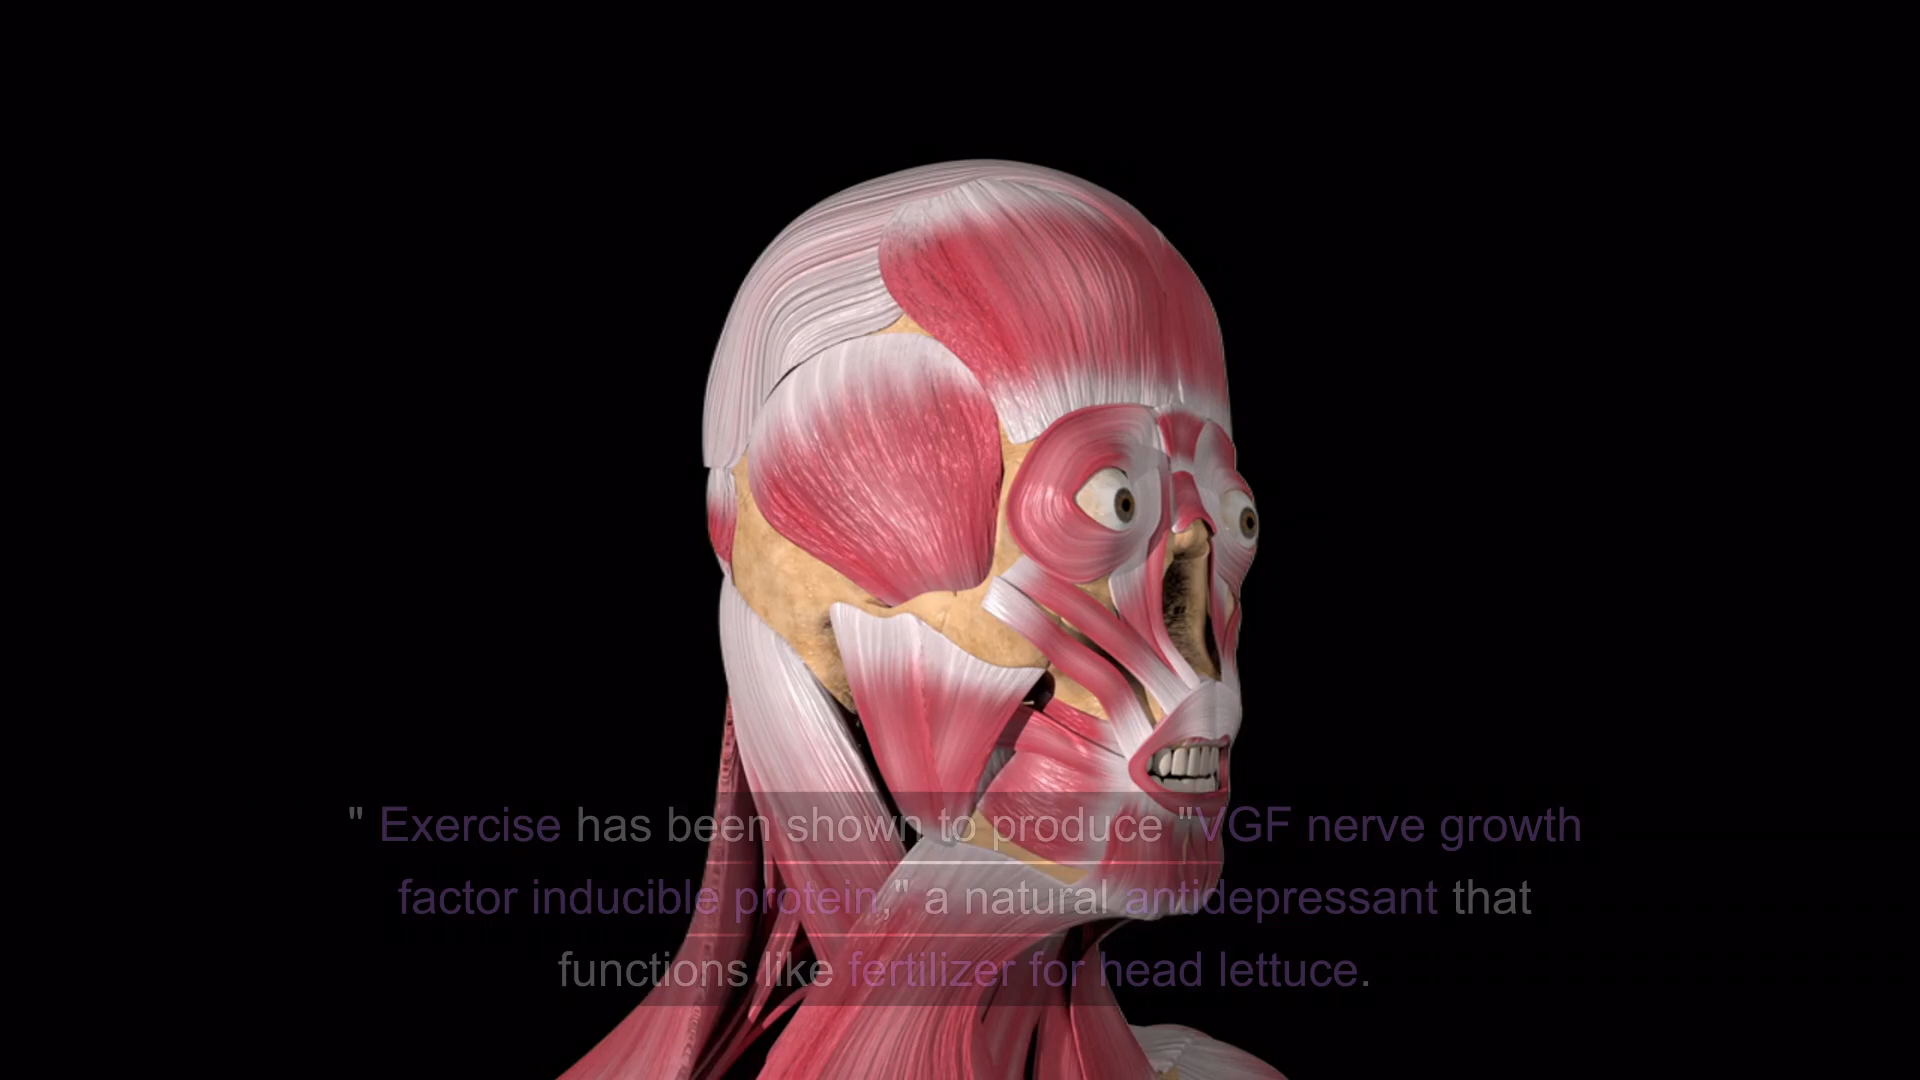 " Exercise has been shown to produce "VGF nerve growth
factor inducible protein," a natural antidepressant that
functions like fertilizer for head lettuce.